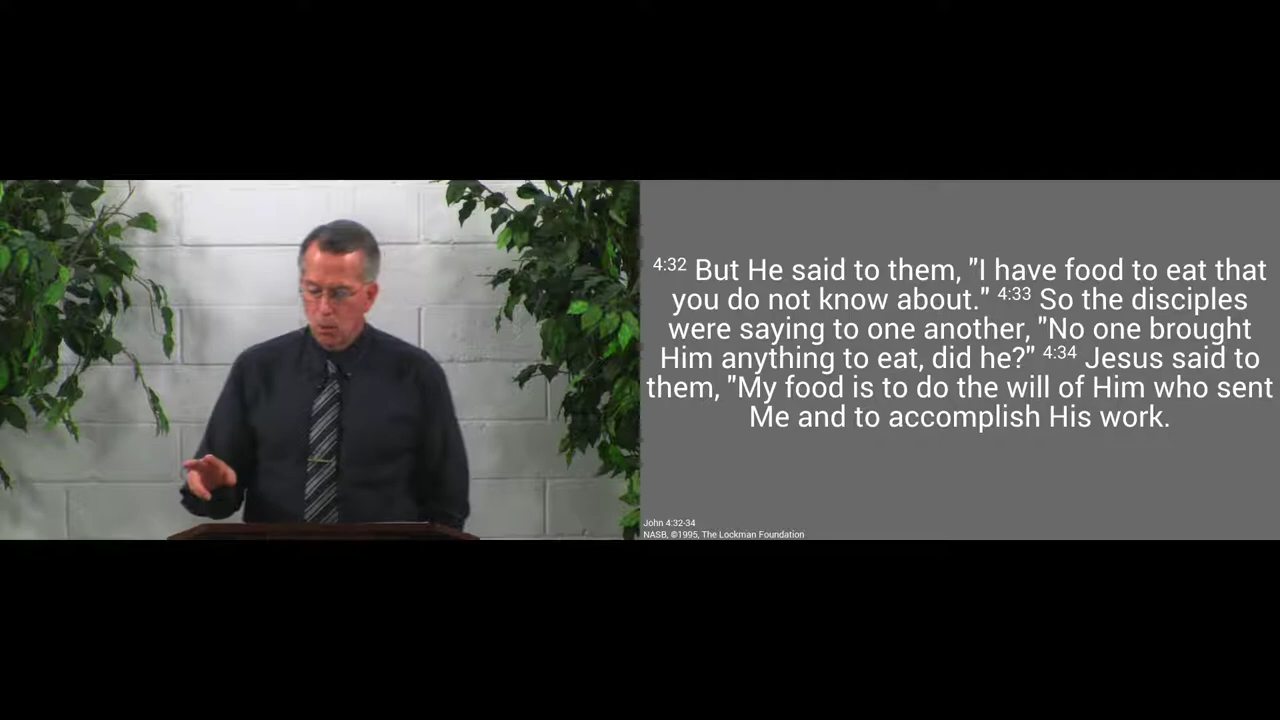 4:32 But He said to them, "I have food to eat that
you do not know about." 4:33 So the disciples
were saying to one another, "No one brought
Him anything to eat, did he?" 4:34 Jesus said to
them, "My food is to do the will of Him who sent
Me and to accomplish His work.
John 4:32-34
NASB, ©1995, The Lockman Foundation